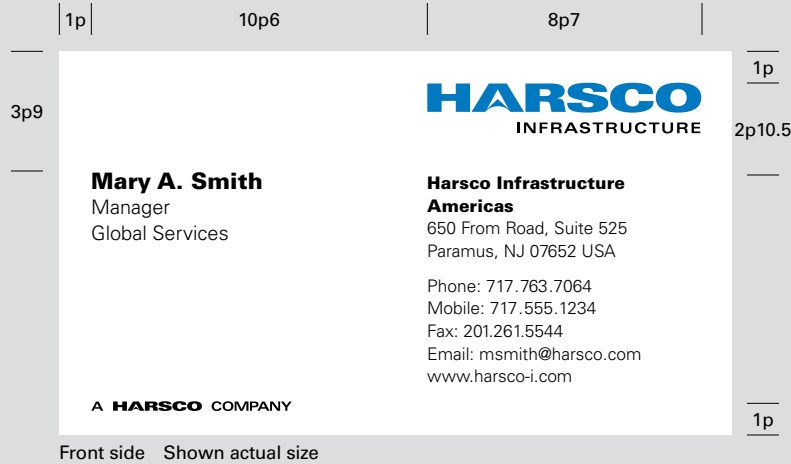 1p 10p6 8p7
1p
3p9
2p10.5
HARSCO
INFRASTRUCTURE
Mary A. Smith
Manager
Global Services
Harsco Infrastructure
Americas
650 From Road, Suite 525
Paramus, NJ 07652 USA
Phone: 717.763.7064
Mobile: 717.555.1234
Fax: 201.261.5544
Email: msmith@harsco.com
www.harsco-i.com
A HARSCO COMPANY
1p
Front side Shown actual size